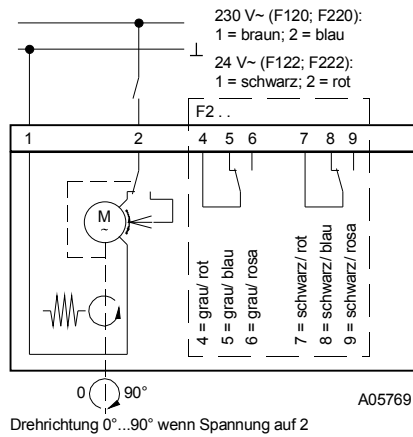 230 V~ (F120; F220):
1 = braun; 2 = blau
24 V~ (F122; F222):
1 = schwarz; 2 = rot
F2 . .
1 2 4 5 6 7 8 9
M
~
4 = grau/ rot
5 = grau/ blau
6 = grau/ rosa
7 = schwarz/ rot
8 = schwarz/ blau
9 = schwarz/ rosa
0 90°
A05769
Drehrichtung 0°...90° wenn Spannung auf 2